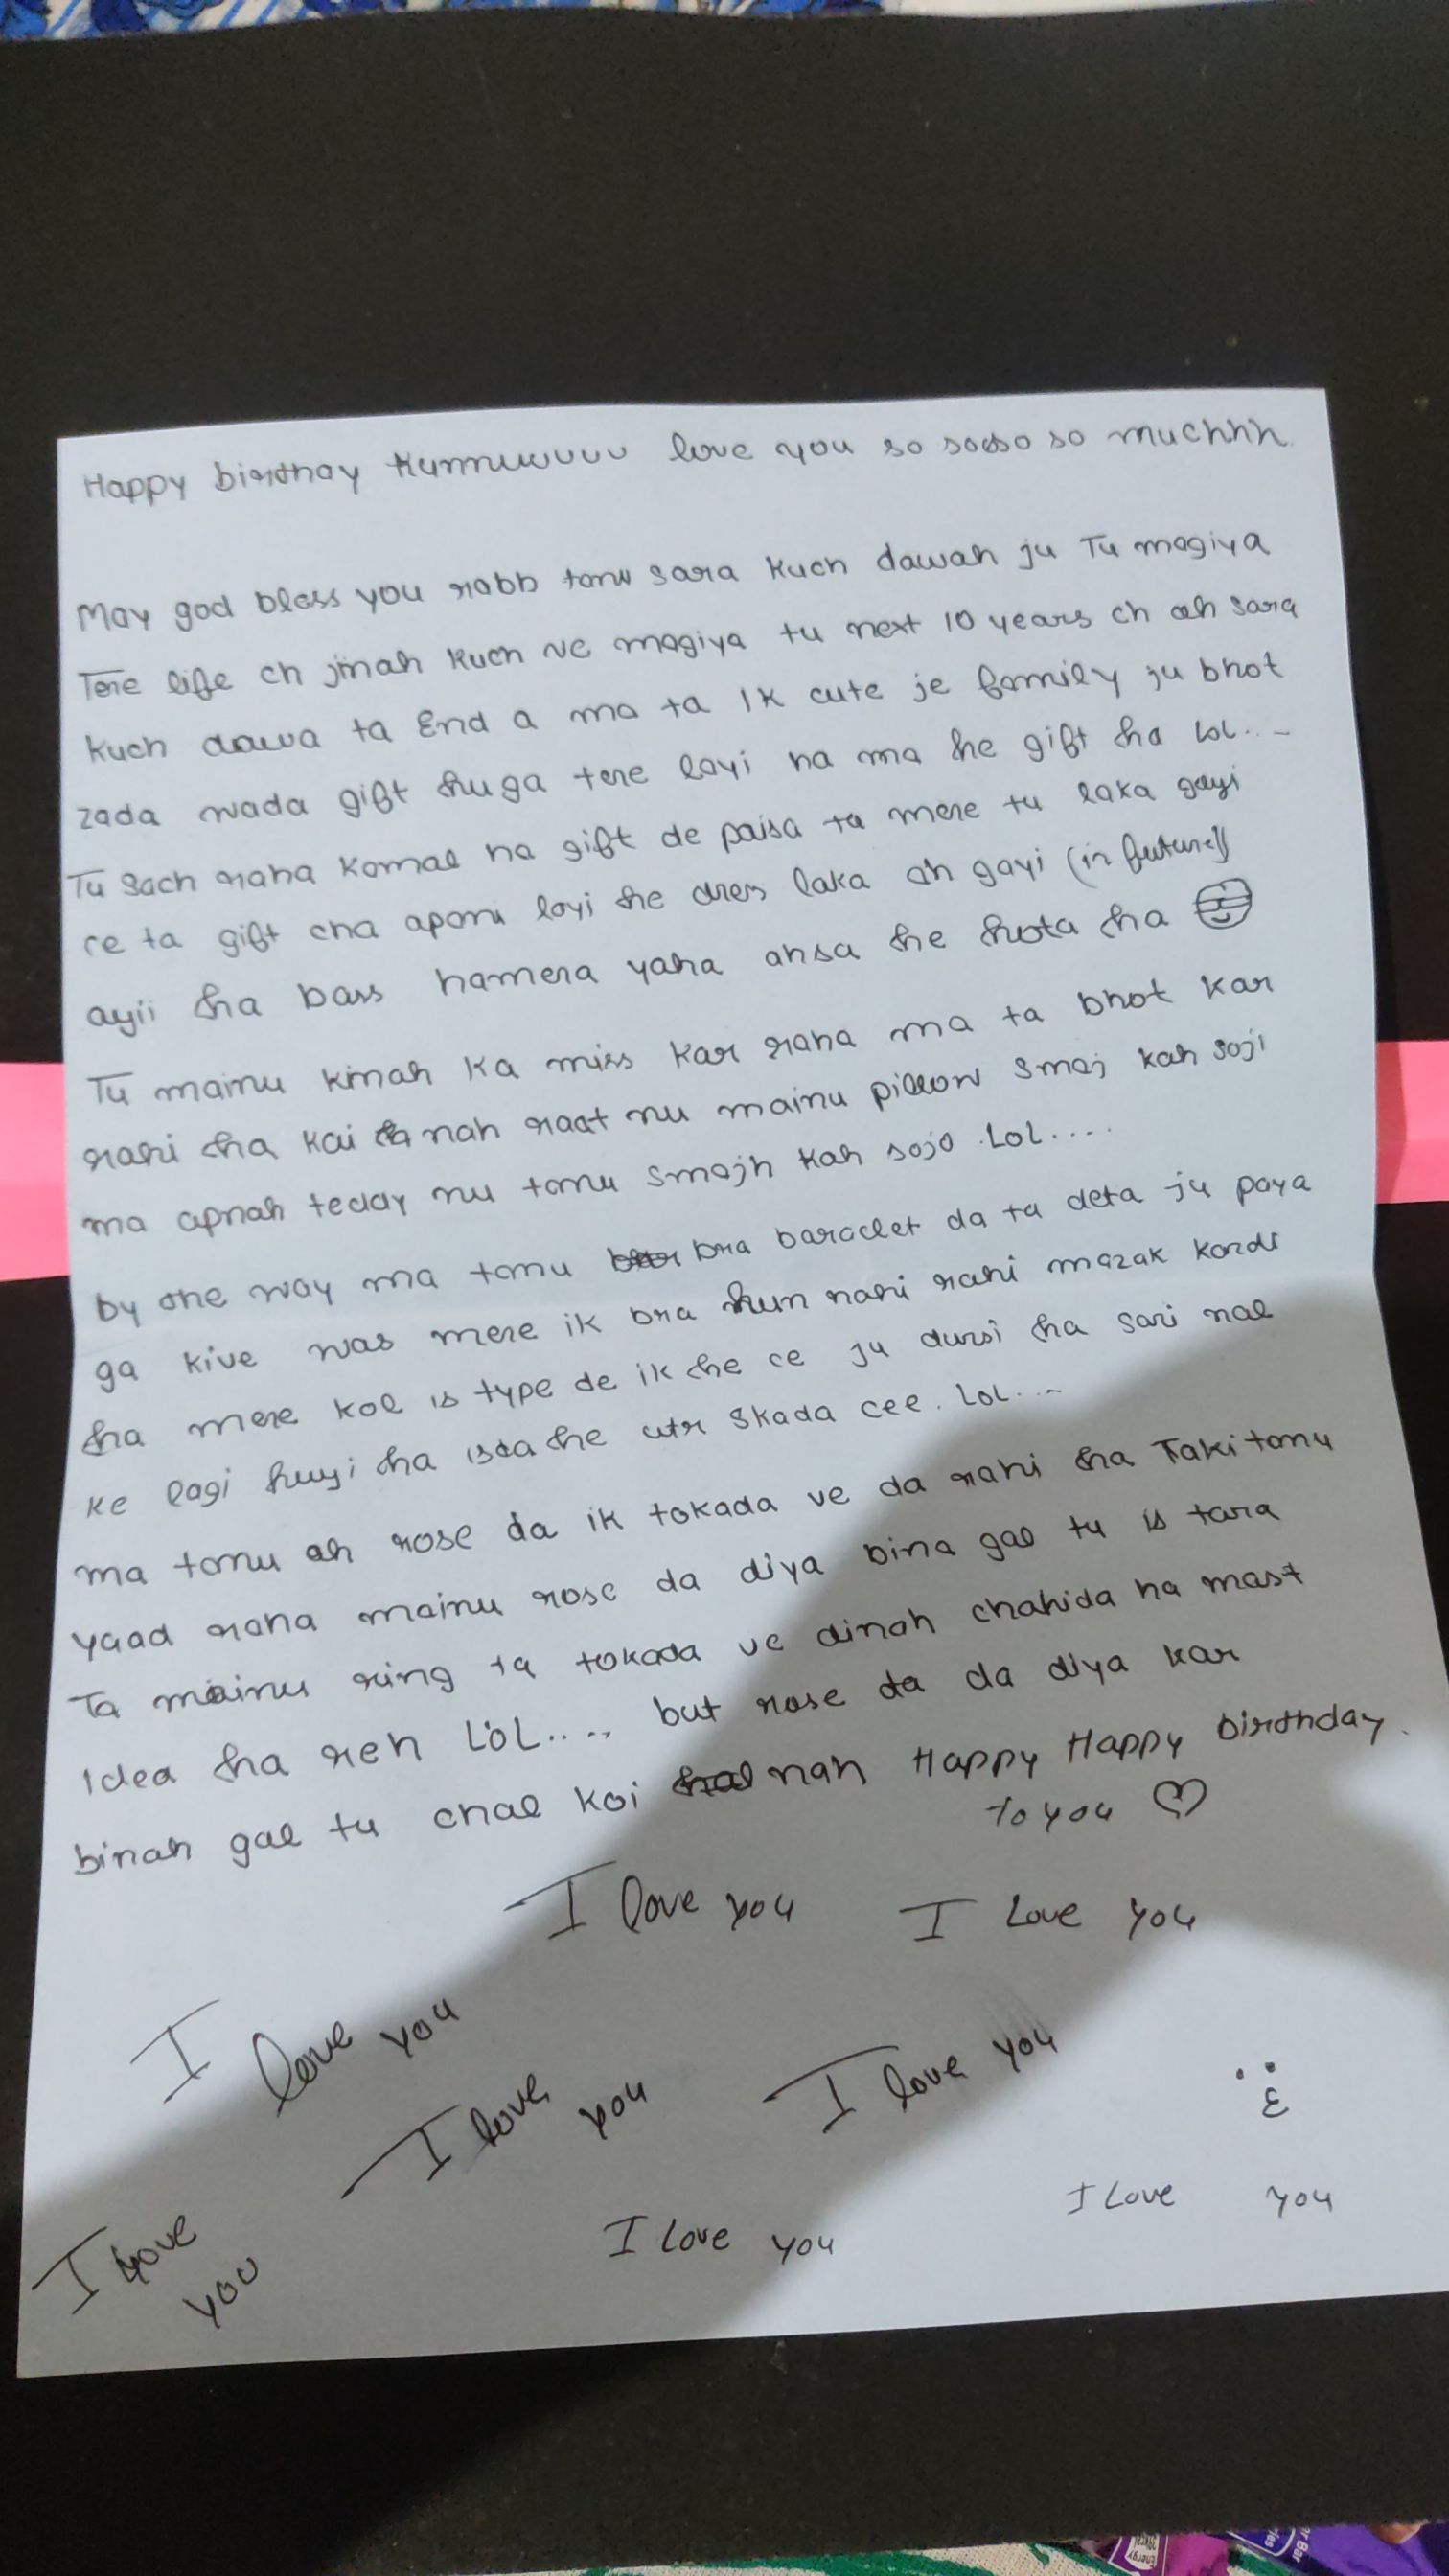 Happy birthday Kunnuuuuu love you so sooso so muchhh
May god bless you rabb tonu sara kuch dawah ju Tu magiya
Tere life ch jinah kuch ve magiya tu next 10 years ch ah sara
kuch dawa ta End a ma ta ik cute je family ju bhot
zada wada gift huga tere layi na ma he gift ha lol....
Tu sach raha komal na gift de paisa ta mere tu laka gayi
ce ta gift cha aponi layi he dres laka ah gayi (in future)
ayii ha bass hamera yaha ahsa he hota ha
Tu mainu kinah ka miss kar raha ma ta bhot kar
rahi ha kai nah raat nu mainu pillow smaj kah soji
ma apnah teday nu tonu smajh kah sojo .LoL.....
by the way ma tonu bra baraclet da ta deta ju paya
ga kive was mere ik bra hun nahi rahi mazak kardi
ha mere kol is type de ik he ce ju dursi ha sari nal
ke lagi huyi ha isda he utr skada cee. LoL....
ma tonu ah rose da ik tokada ve da rahi ha Taki tonu
yaad raha mainu rose da diya bina gal tu is tara
Ta mainu ring ta tokada ve dinah chahida na mast
idea ha reh LoL..... but rose da da diya kar
binah gal tu chal koi nah Happy Happy birthday.
to you ♡
I love you I Love you
I love you
I love you
I love you
I love you
I Love you
I Love you